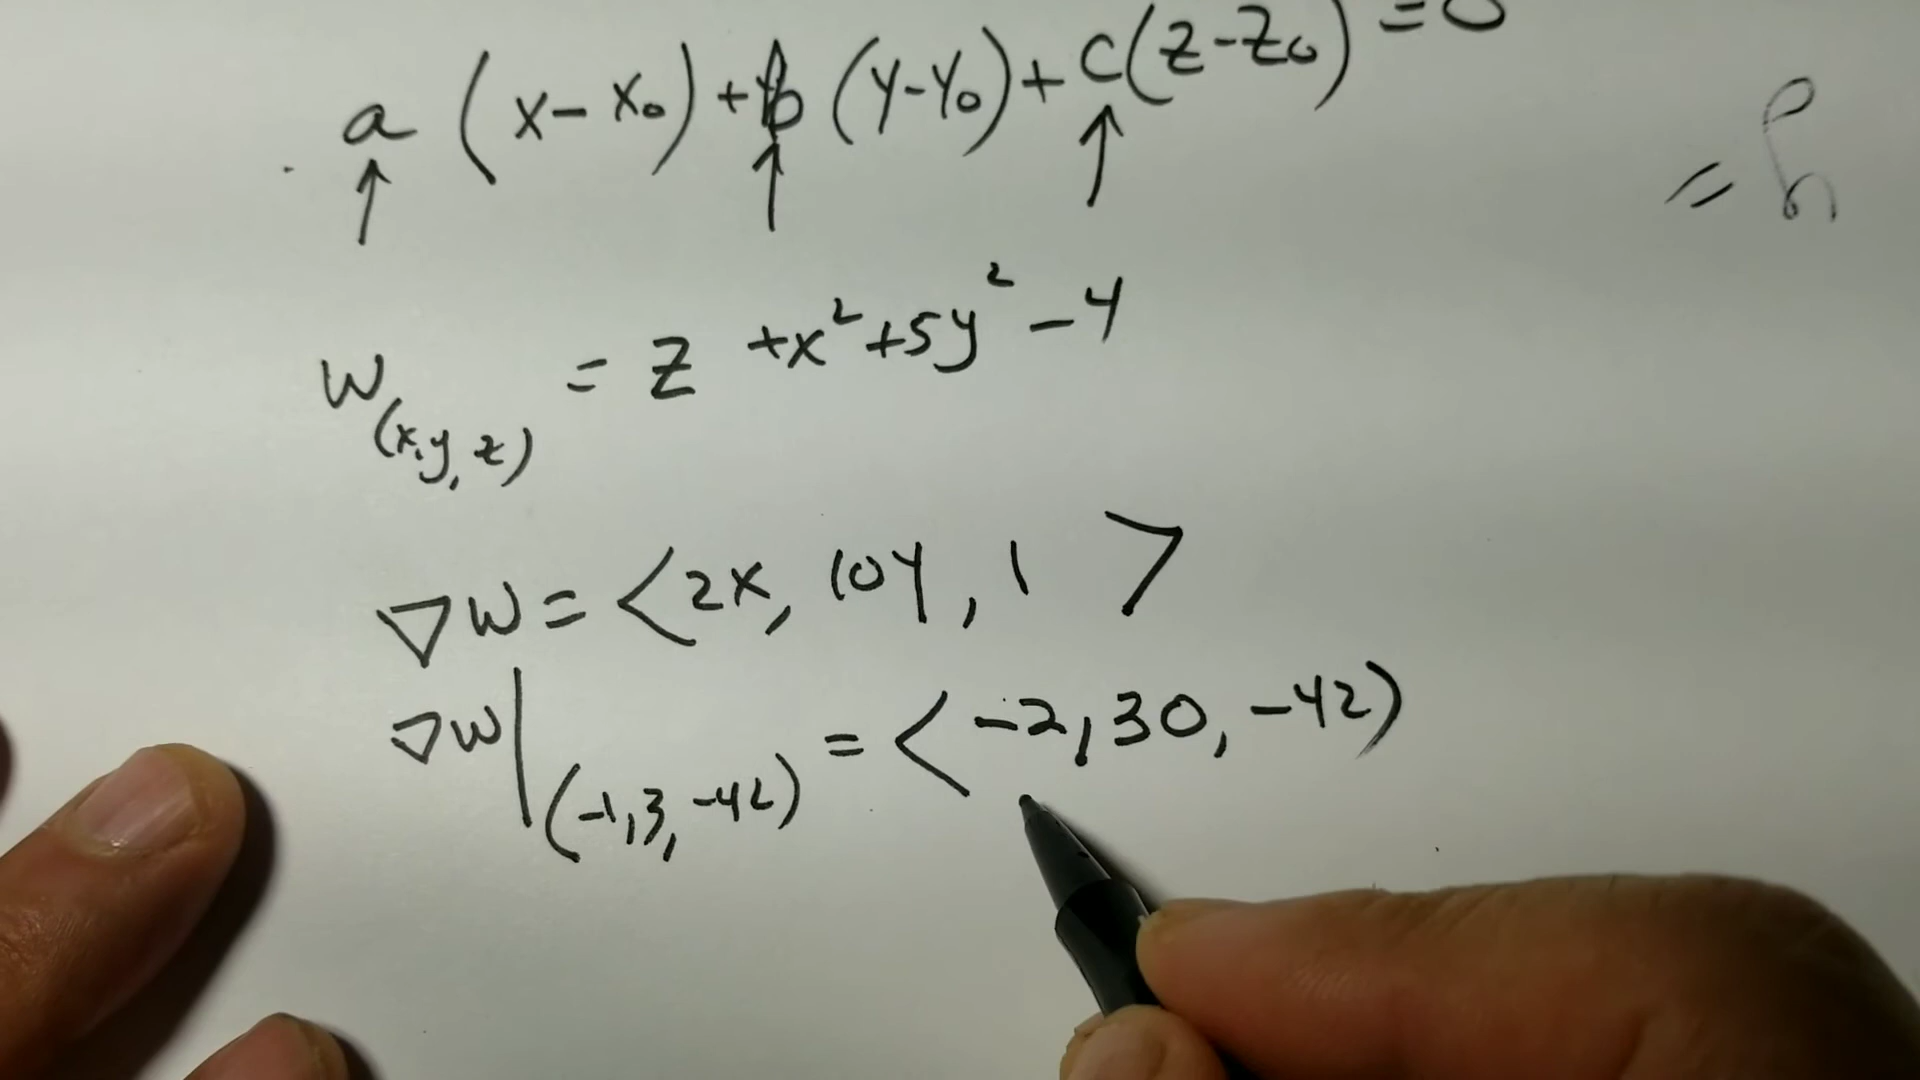 a (x-x₀) + b (y-y₀) + c(z-z₀) = 0
=
w(x,y,z) = z +x²+5y²-4
∇w = <2x, 10y, 1>
∇w|(-1,3,-42) = <-2,30,-42)